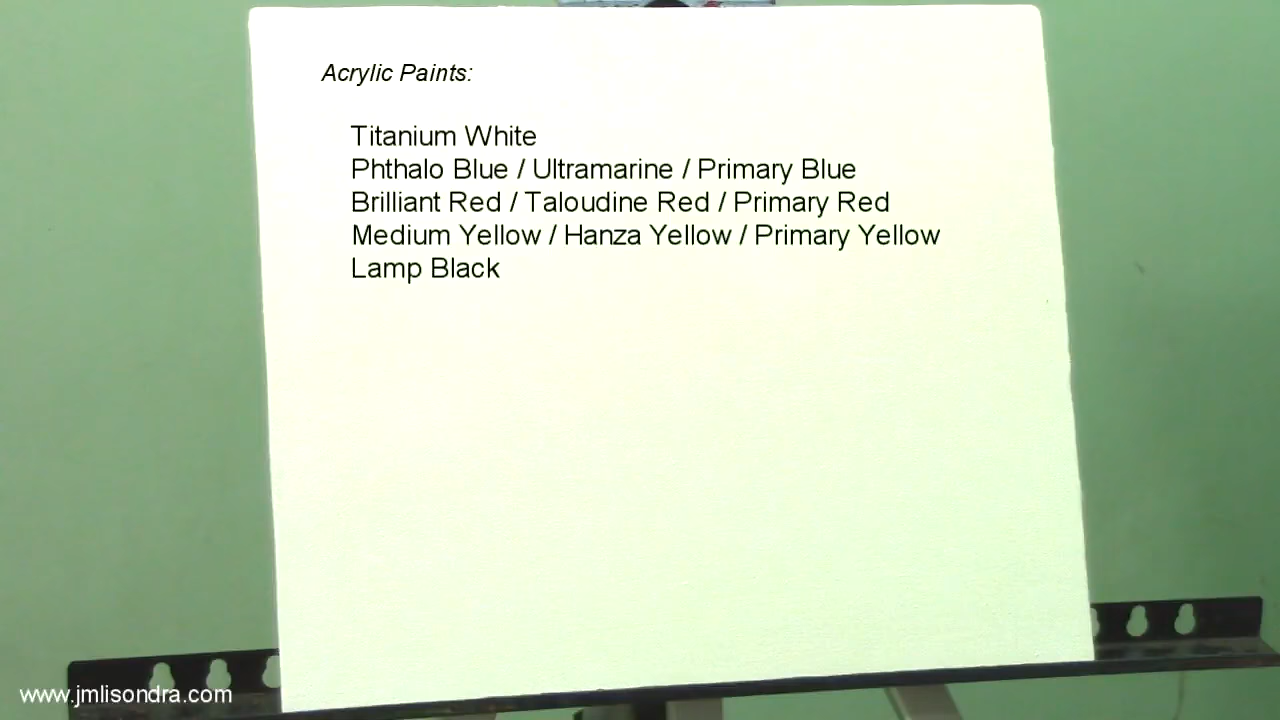 Acrylic Paints:
Titanium White
Phthalo Blue / Ultramarine / Primary Blue
Brilliant Red / Taloudine Red / Primary Red
Medium Yellow / Hanza Yellow / Primary Yellow
Lamp Black
www.jmlisondra.com